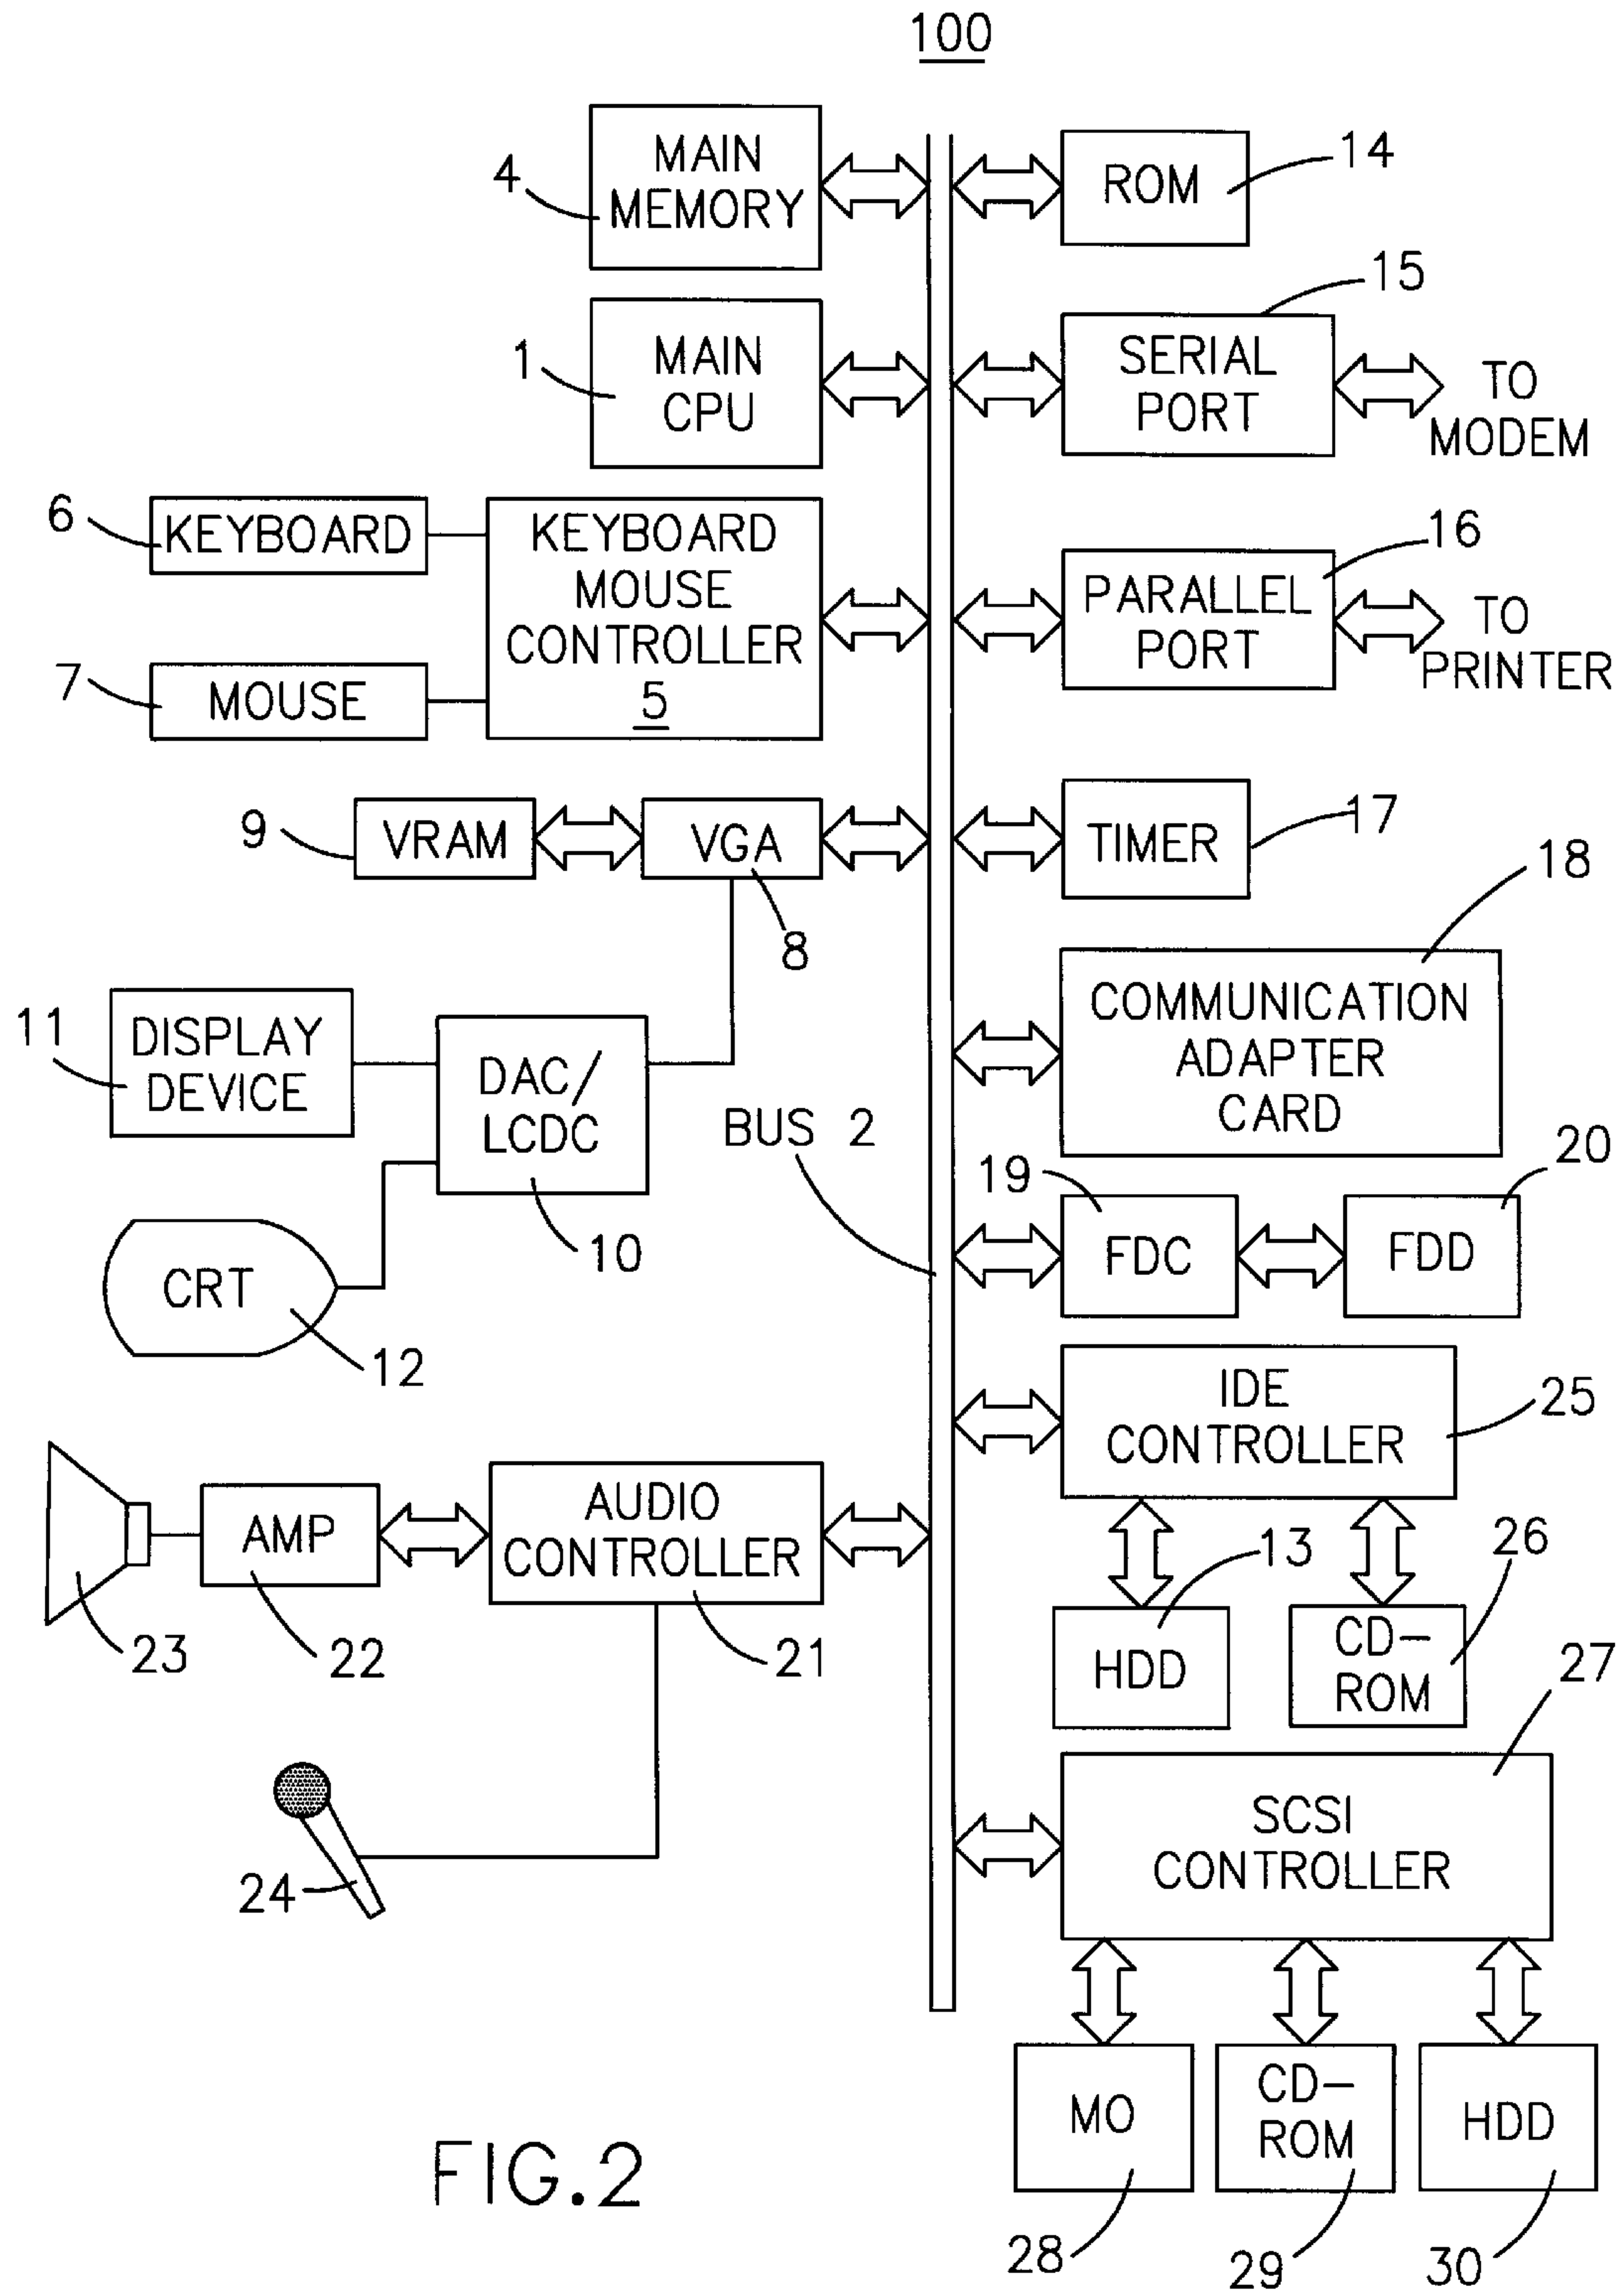 100
MAIN
MEMORY
4
ROM
14
MAIN
CPU
1
SERIAL
PORT
15
TO
MODEM
KEYBOARD
6
KEYBOARD
MOUSE
CONTROLLER
5
MOUSE
7
PARALLEL
PORT
16
TO
PRINTER
VRAM
9
VGA
8
TIMER
17
COMMUNICATION
ADAPTER
CARD
18
DISPLAY
DEVICE
11
DAC/
LCDC
10
BUS 2
CRT
12
FDC
19
FDD
20
IDE
CONTROLLER
25
AMP
22
23
AUDIO
CONTROLLER
21
24
HDD
13
CD-
ROM
26
SCSI
CONTROLLER
27
MO
28
CD-
ROM
29
HDD
30
FIG.2